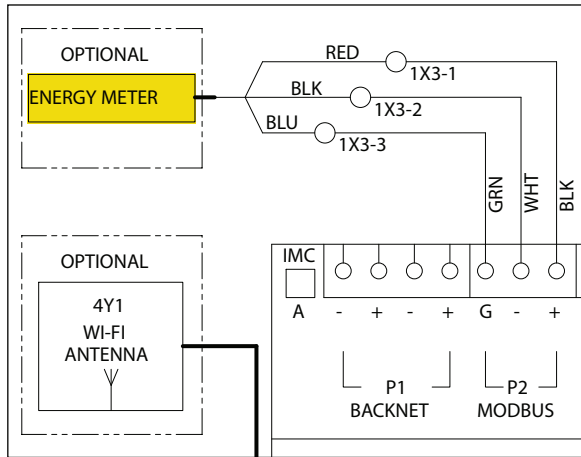 OPTIONAL
ENERGY METER
RED
1X3-1
BLK
1X3-2
BLU
1X3-3
GRN
WHT
BLK
OPTIONAL
4Y1
WI-FI
ANTENNA
IMC
A
- + - + G - +
P1
BACKNET
P2
MODBUS